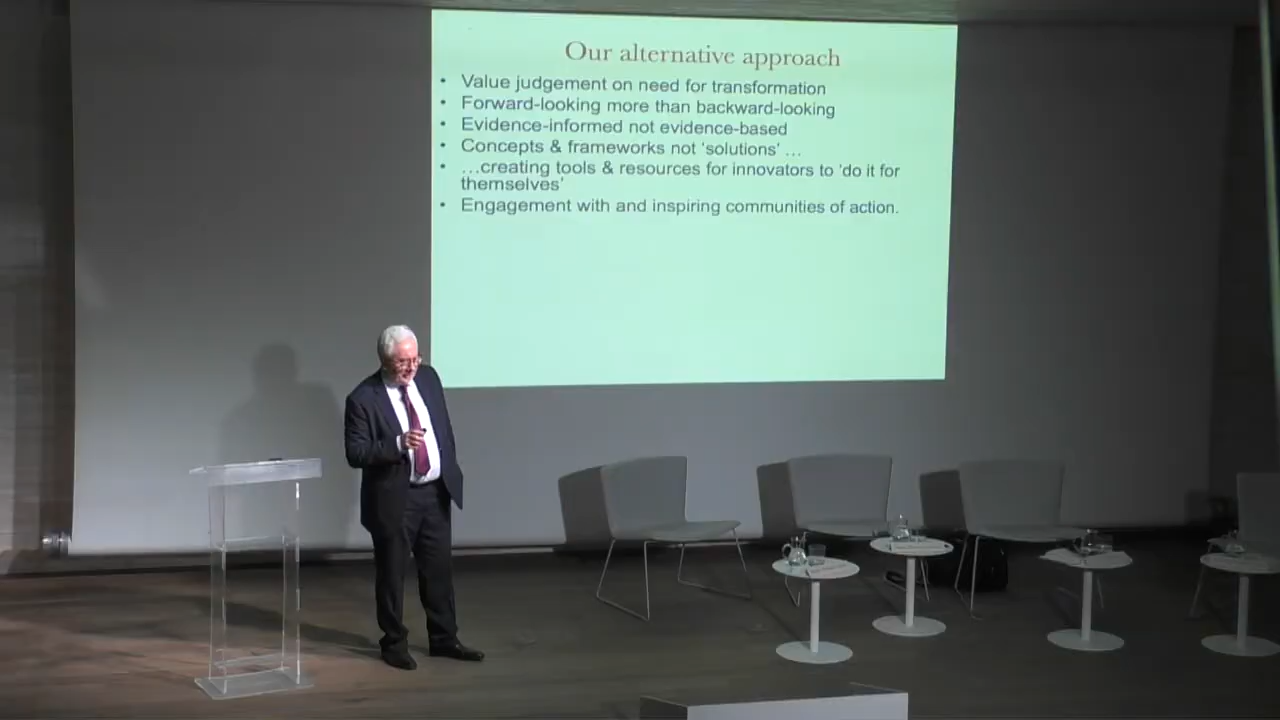 Our alternative approach
• Value judgement on need for transformation
• Forward-looking more than backward-looking
• Evidence-informed not evidence-based
• Concepts & frameworks not ‘solutions’ …
• …creating tools & resources for innovators to ‘do it for
themselves’
• Engagement with and inspiring communities of action.